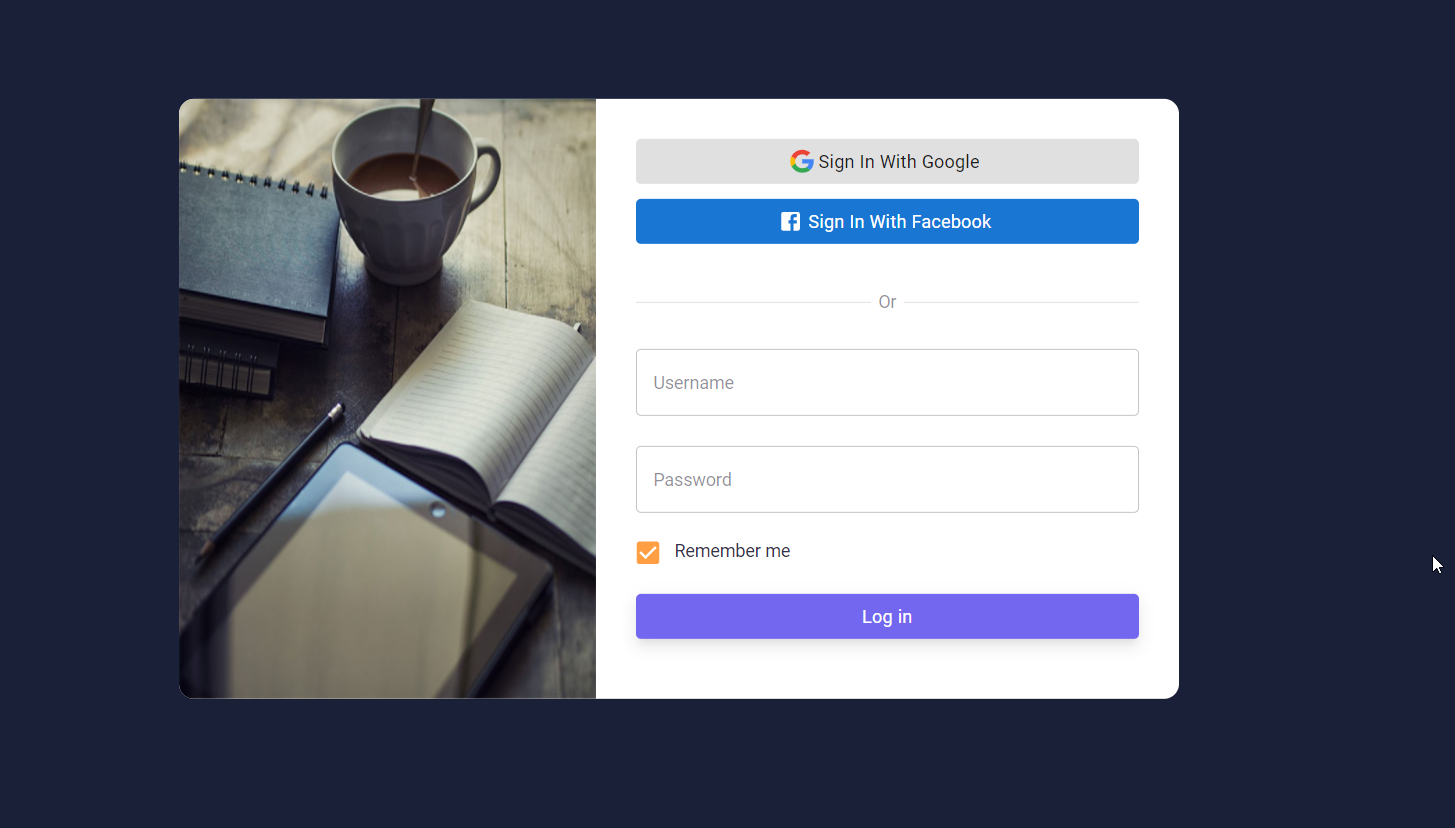 Sign In With Google
Sign In With Facebook
Or
Username
Password
Remember me
Log in